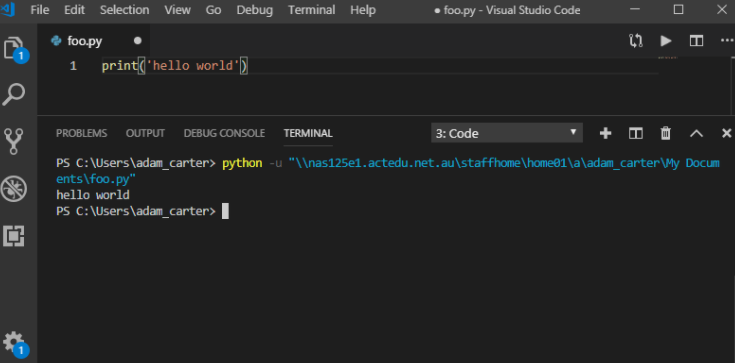 File Edit Selection View Go Debug Terminal Help ● foo.py - Visual Studio Code
foo.py ●
1 print('hello world')
PROBLEMS OUTPUT DEBUG CONSOLE TERMINAL 3: Code
PS C:\Users\adam_carter> python -u "\\nas125e1.actedu.net.au\staffhome\home01\a\adam_carter\My Docum
ents\foo.py"
hello world
PS C:\Users\adam_carter>
1
1